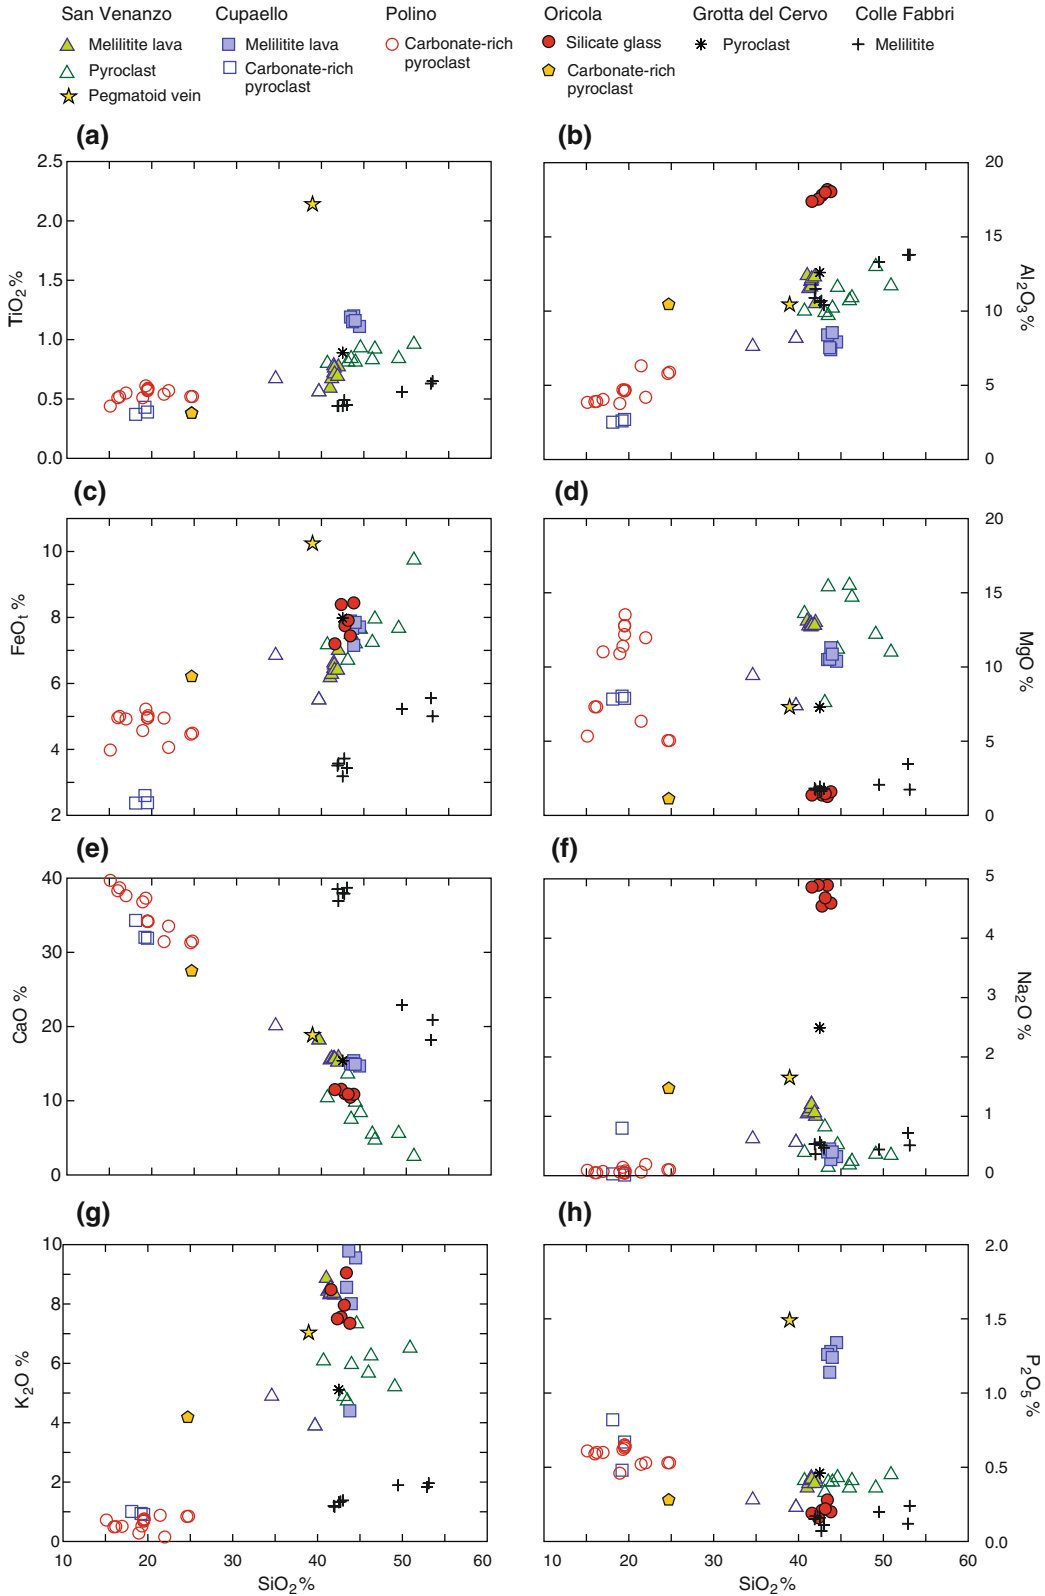 San Venanzo
Cupaello
Polino
Oricola
Grotta del Cervo
Colle Fabbri
Melilitite lava
Melilitite lava
Carbonate-rich pyroclast
Silicate glass
Pyroclast
Melilitite
Pyroclast
Carbonate-rich pyroclast
Carbonate-rich pyroclast
Pegmatoid vein
(a)
2.5
2.0
1.5
1.0
0.5
0.0
TiO2 %
(b)
20
15
10
5
0
Al2O3 %
(c)
10
8
6
4
2
FeOt %
(d)
20
15
10
5
0
MgO %
(e)
40
30
20
10
0
CaO %
(f)
5
4
3
2
1
0
Na2O %
(g)
10
8
6
4
2
0
K2O %
10 20 30 40 50 60
SiO2 %
(h)
2.0
1.5
1.0
0.5
0.0
P2O5 %
10 20 30 40 50 60
SiO2 %